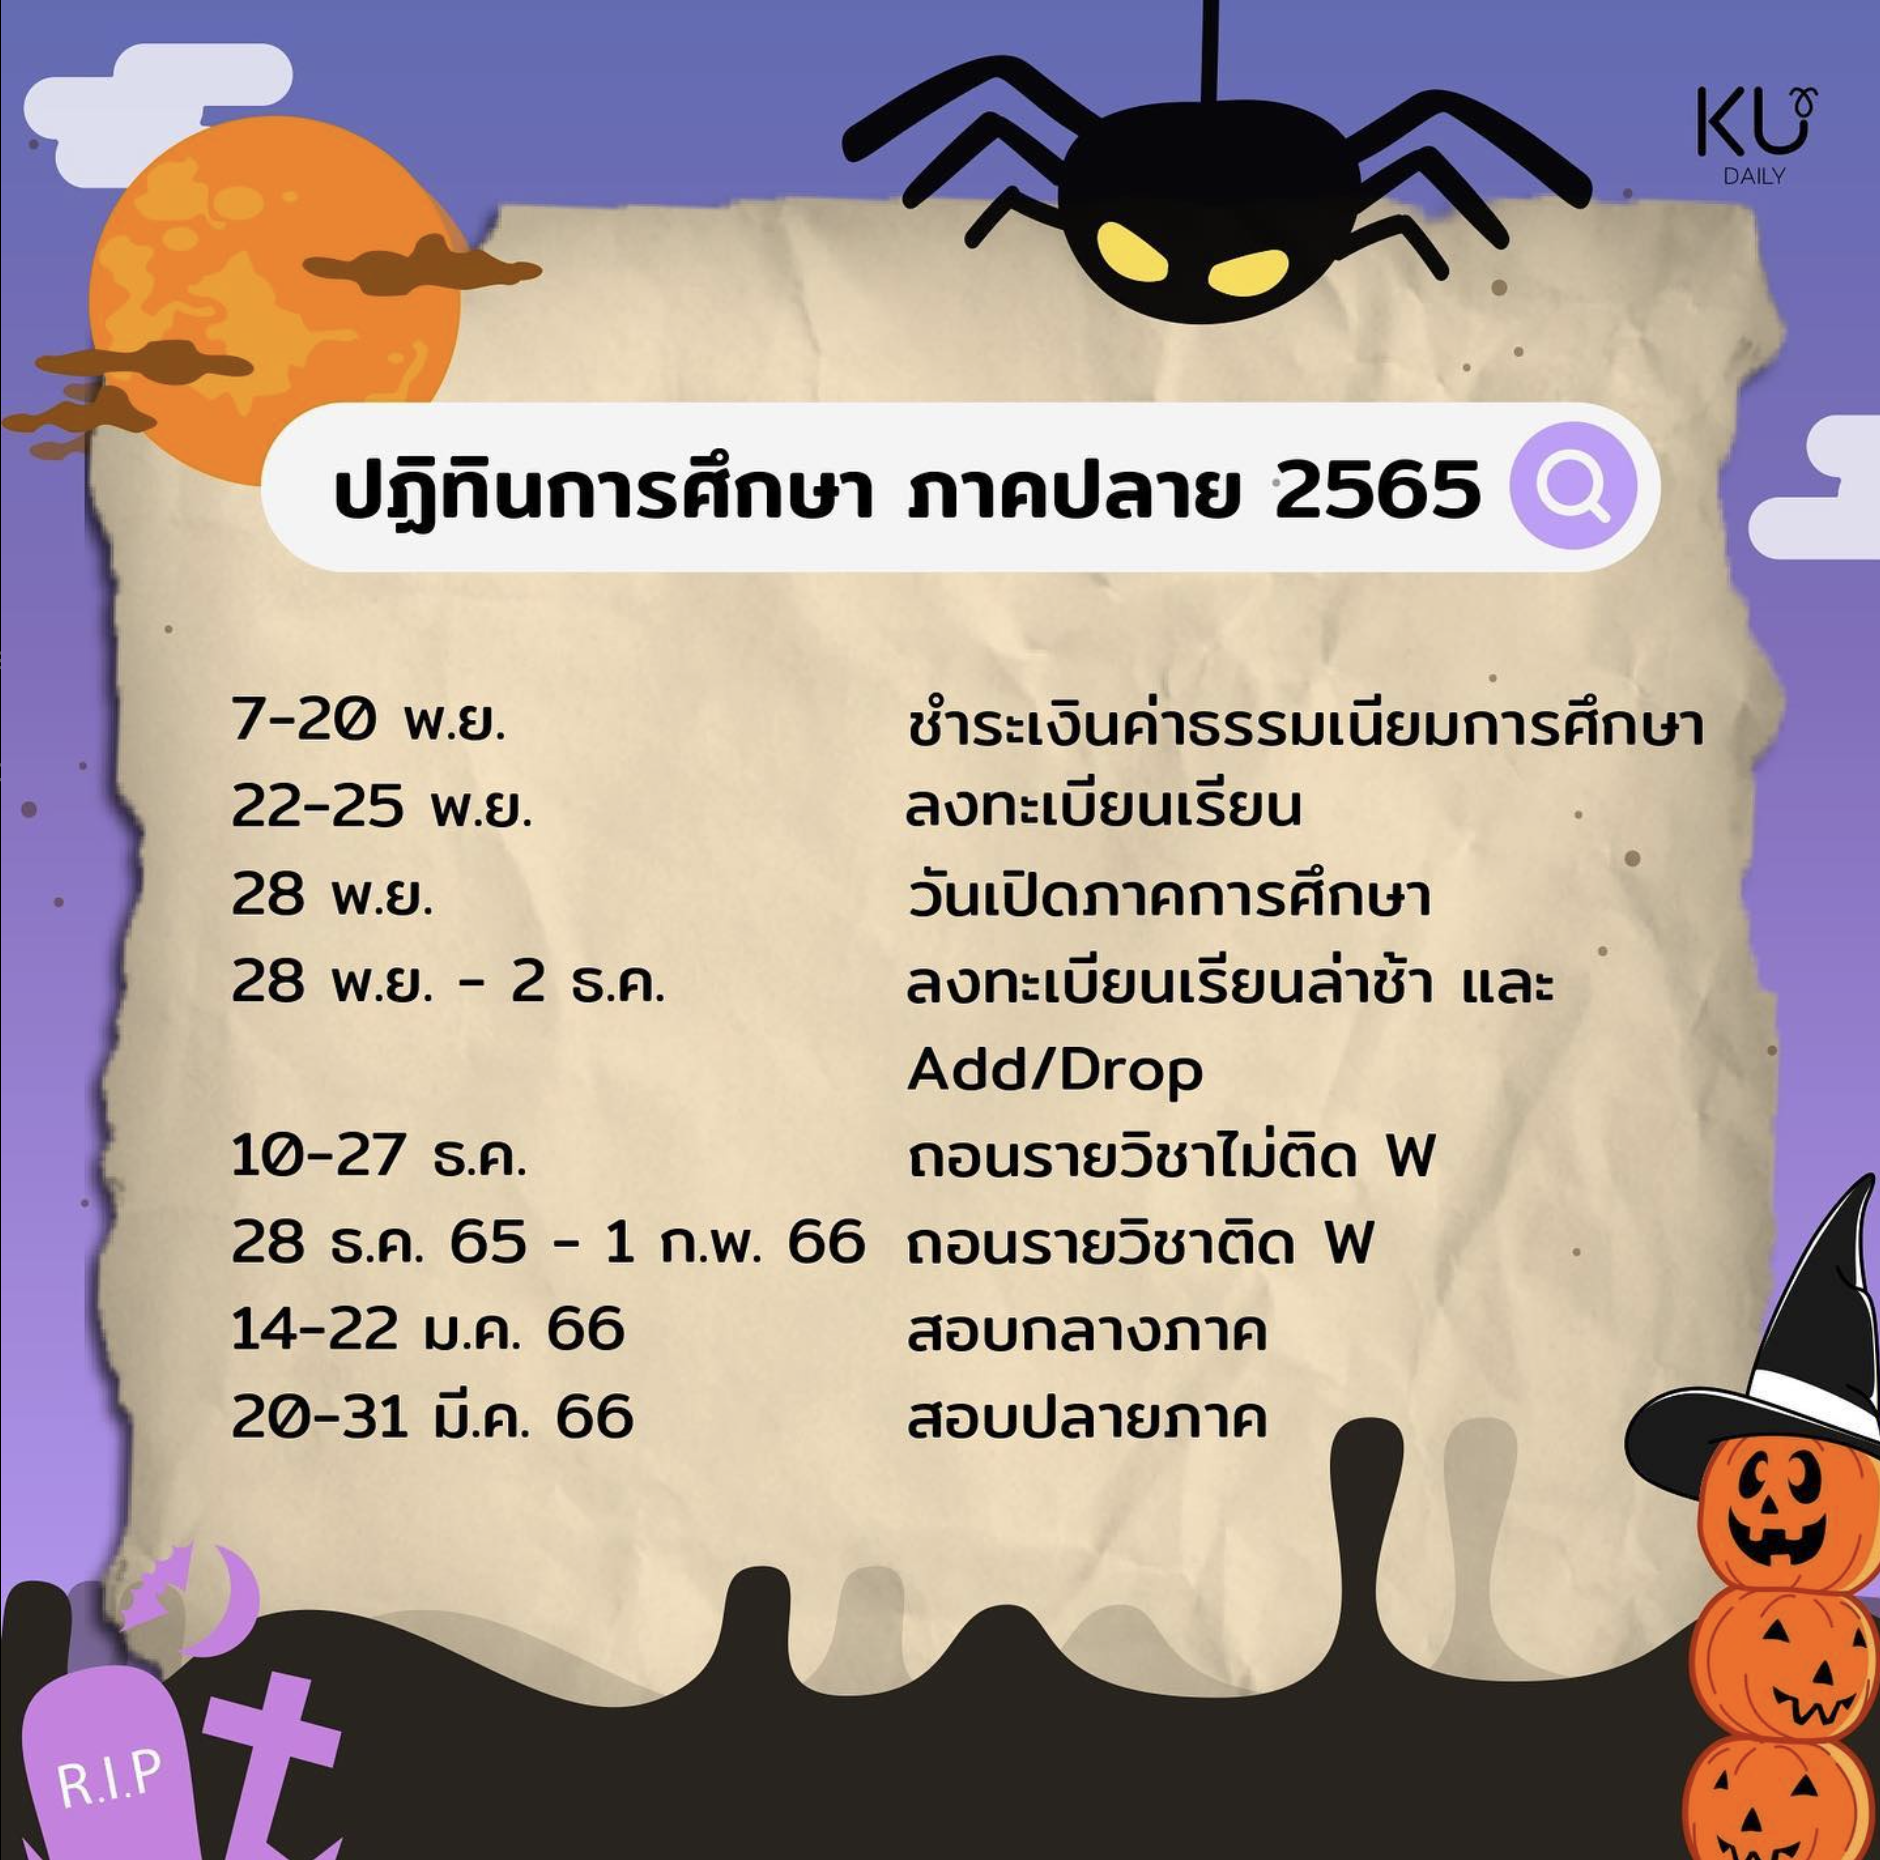 KU
DAILY
ปฏิทินการศึกษา ภาคปลาย 2565
7-20 พ.ย. ชำระเงินค่าธรรมเนียมการศึกษา
22-25 พ.ย. ลงทะเบียนเรียน
28 พ.ย. วันเปิดภาคการศึกษา
28 พ.ย. - 2 ธ.ค. ลงทะเบียนเรียนล่าช้า และ
Add/Drop
10-27 ธ.ค. ถอนรายวิชาไม่ติด W
28 ธ.ค. 65 - 1 ก.พ. 66 ถอนรายวิชาติด W
14-22 ม.ค. 66 สอบกลางภาค
20-31 มี.ค. 66 สอบปลายภาค
R.I.P